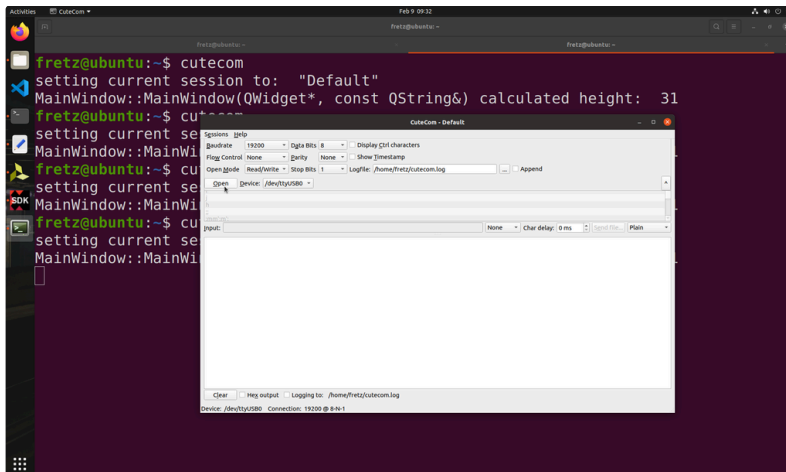 Activities CuteCom Feb 9 09:32
fretz@ubuntu: ~
fretz@ubuntu: ~ fretz@ubuntu: ~
fretz@ubuntu:~$ cutecom
setting current session to: "Default"
MainWindow::MainWindow(QWidget*, const QString&) calculated height: 31
fretz@ubuntu:~$ cutecom
setting current se
MainWindow::MainWi
fretz@ubuntu:~$ cu
setting current se
MainWindow::MainWi
fretz@ubuntu:~$ cu
setting current se
MainWindow::MainWi
SDK
CuteCom - Default
Sessions Help
Baudrate 19200 Data Bits 8 Display Ctrl characters
Flow Control None Parity None Show Timestamp
Open Mode Read/Write Stop Bits 1 Logfile: /home/fretz/cutecom.log ... Append
Open Device: /dev/ttyUSB0
Input: None Char delay: 0 ms Send file... Plain
Clear Hex output Logging to: /home/fretz/cutecom.log
Device: /dev/ttyUSB0 Connection: 19200 @ 8-N-1